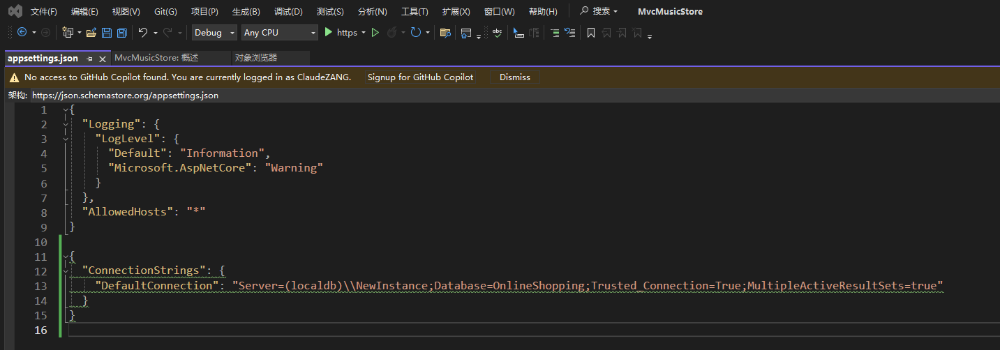 文件(F) 编辑(E) 视图(V) Git(G) 项目(P) 生成(B) 调试(D) 测试(S) 分析(N) 工具(T) 扩展(X) 窗口(W) 帮助(H) 搜索 MvcMusicStore
Debug Any CPU https abc
appsettings.json MvcMusicStore: 概述 对象浏览器
No access to GitHub Copilot found. You are currently logged in as ClaudeZANG. Signup for GitHub Copilot Dismiss
架构: https://json.schemastore.org/appsettings.json
1 {
2 "Logging": {
3 "LogLevel": {
4 "Default": "Information",
5 "Microsoft.AspNetCore": "Warning"
6 }
7 },
8 "AllowedHosts": "*"
9 }
10
11 {
12 "ConnectionStrings": {
13 "DefaultConnection": "Server=(localdb)\\NewInstance;Database=OnlineShopping;Trusted_Connection=True;MultipleActiveResultSets=true"
14 }
15 }
16